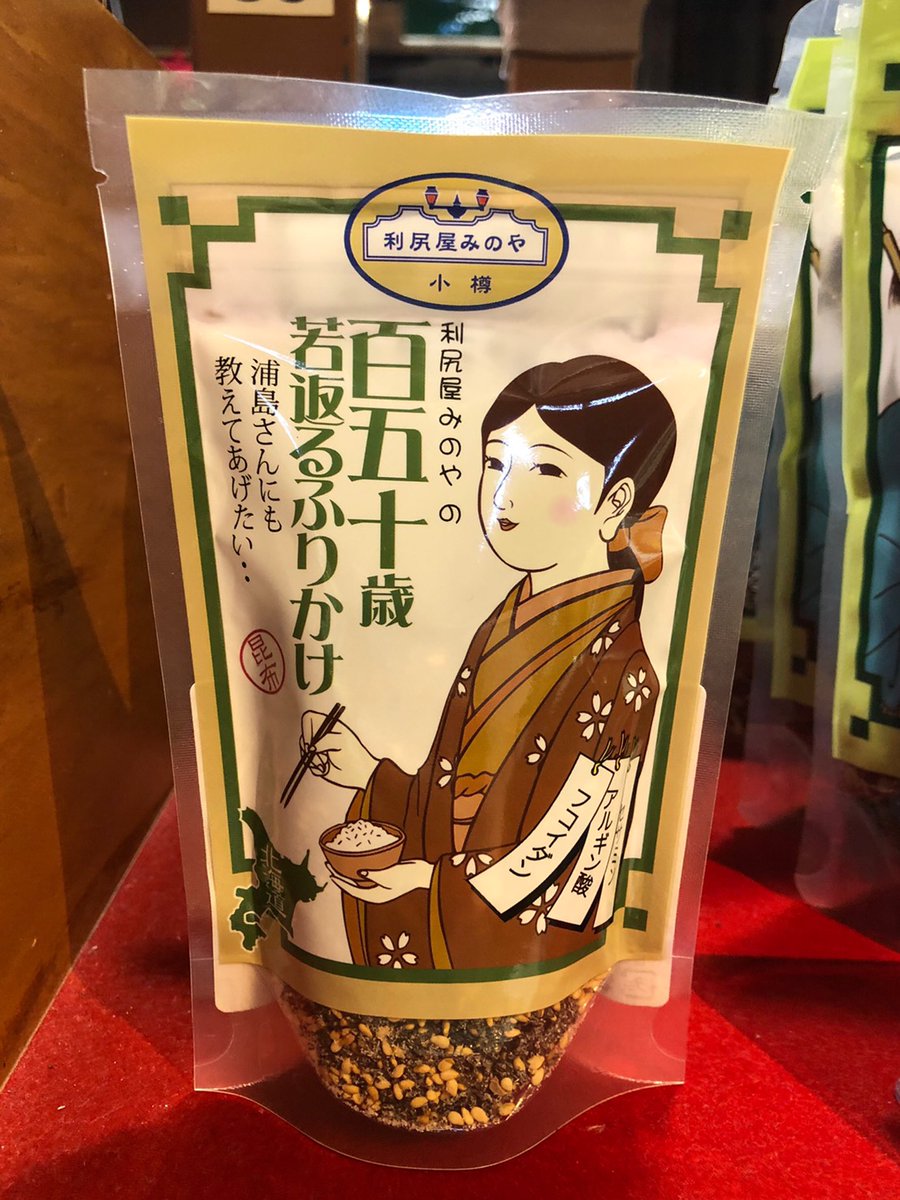 利尻屋みのや
小樽
利尻屋みのやの
百五十歳
若返るふりかけ
浦島さんにも
教えてあげたい・・
昆布
北海道
アルギン酸
フコイダン